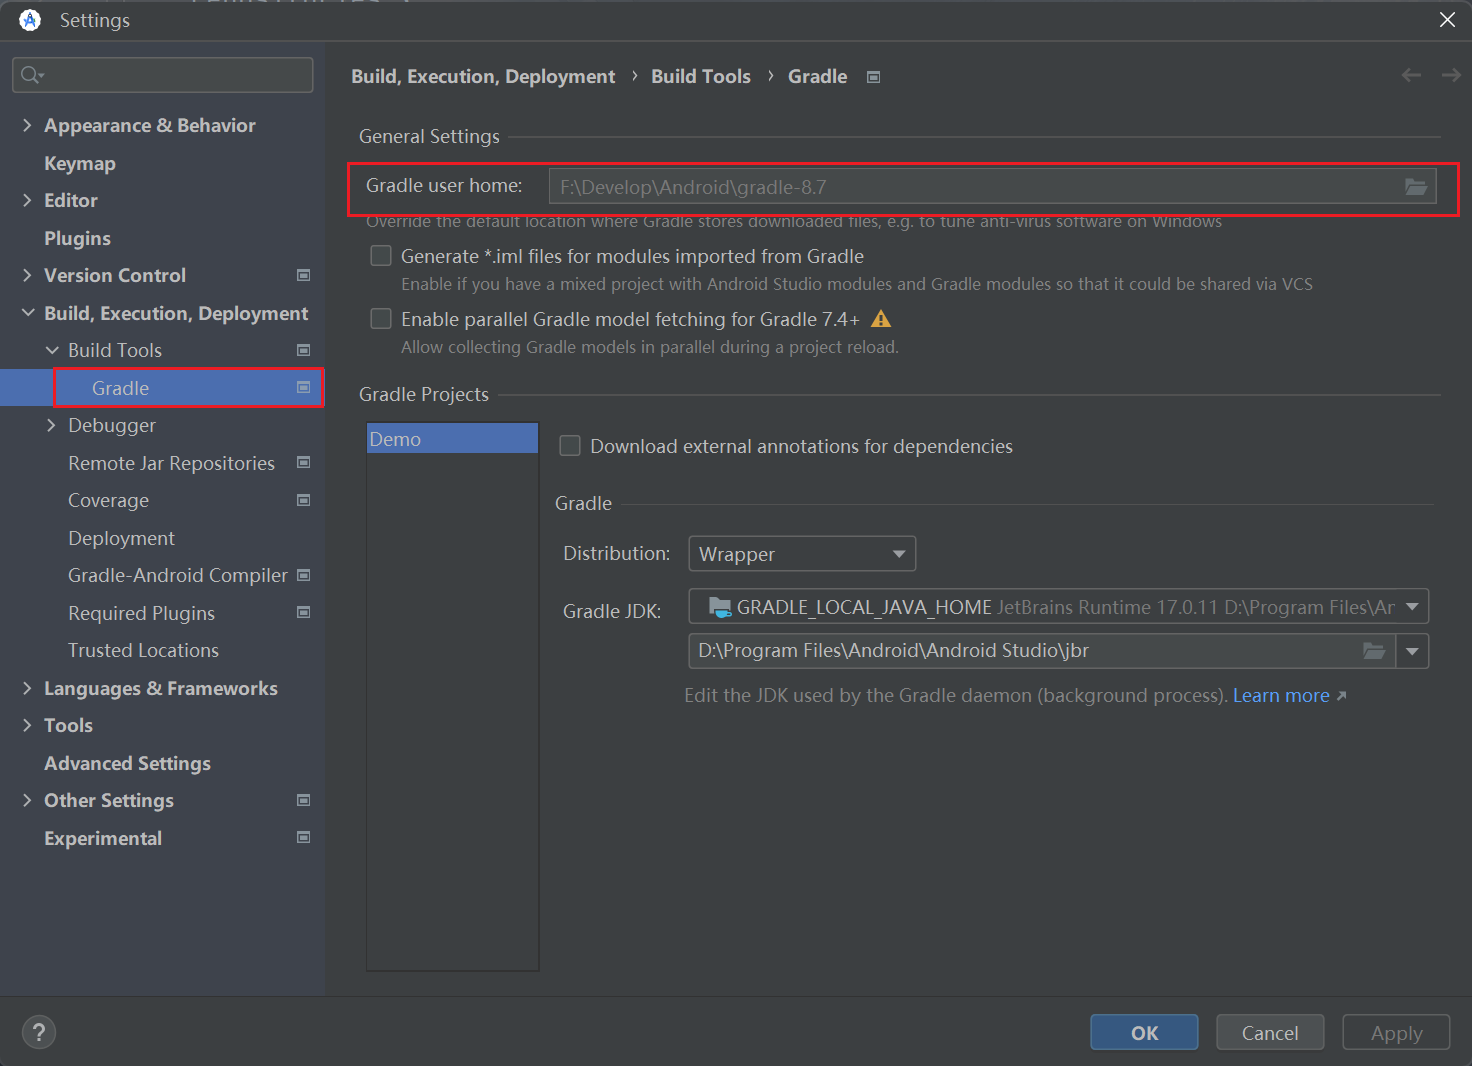 Settings
Build, Execution, Deployment › Build Tools › Gradle
Appearance & Behavior
Keymap
Editor
Plugins
Version Control
Build, Execution, Deployment
Build Tools
Gradle
Debugger
Remote Jar Repositories
Coverage
Deployment
Gradle-Android Compiler
Required Plugins
Trusted Locations
Languages & Frameworks
Tools
Advanced Settings
Other Settings
Experimental
General Settings
Gradle user home: F:\Develop\Android\gradle-8.7
Override the default location where Gradle stores downloaded files, e.g. to tune anti-virus software on Windows
Generate *.iml files for modules imported from Gradle
Enable if you have a mixed project with Android Studio modules and Gradle modules so that it could be shared via VCS
Enable parallel Gradle model fetching for Gradle 7.4+
Allow collecting Gradle models in parallel during a project reload.
Gradle Projects
Demo
Download external annotations for dependencies
Gradle
Distribution: Wrapper
Gradle JDK: GRADLE_LOCAL_JAVA_HOME JetBrains Runtime 17.0.11 D:\Program Files\Ar
D:\Program Files\Android\Android Studio\jbr
Edit the JDK used by the Gradle daemon (background process). Learn more ↗
?
OK
Cancel
Apply